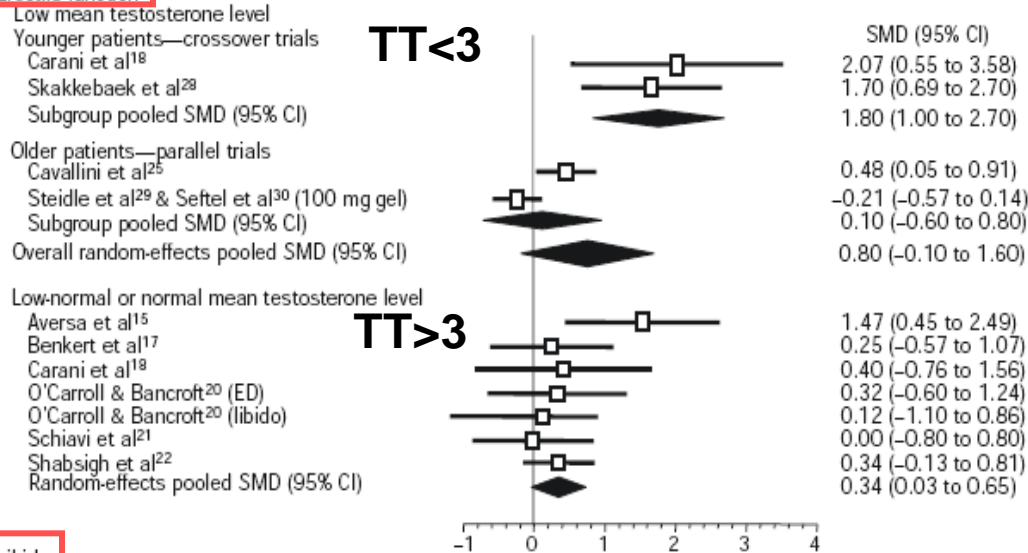 Low mean testosterone level
TT<3
SMD (95% CI)
Younger patients—crossover trials
Carani et al18 2.07 (0.55 to 3.58)
Skakkebaek et al28 1.70 (0.69 to 2.70)
Subgroup pooled SMD (95% CI) 1.80 (1.00 to 2.70)
Older patients—parallel trials
Cavallini et al25 0.48 (0.05 to 0.91)
Steidle et al29 & Seftel et al30 (100 mg gel) –0.21 (–0.57 to 0.14)
Subgroup pooled SMD (95% CI) 0.10 (–0.60 to 0.80)
Overall random-effects pooled SMD (95% CI) 0.80 (–0.10 to 1.60)
Low-normal or normal mean testosterone level
TT>3
Aversa et al15 1.47 (0.45 to 2.49)
Benkert et al17 0.25 (–0.57 to 1.07)
Carani et al18 0.40 (–0.76 to 1.56)
O'Carroll & Bancroft20 (ED) 0.32 (–0.60 to 1.24)
O'Carroll & Bancroft20 (libido) 0.12 (–1.10 to 0.86)
Schiavi et al21 0.00 (–0.80 to 0.80)
Shabsigh et al22 0.34 (–0.13 to 0.81)
Random-effects pooled SMD (95% CI) 0.34 (0.03 to 0.65)
–1 0 1 2 3 4